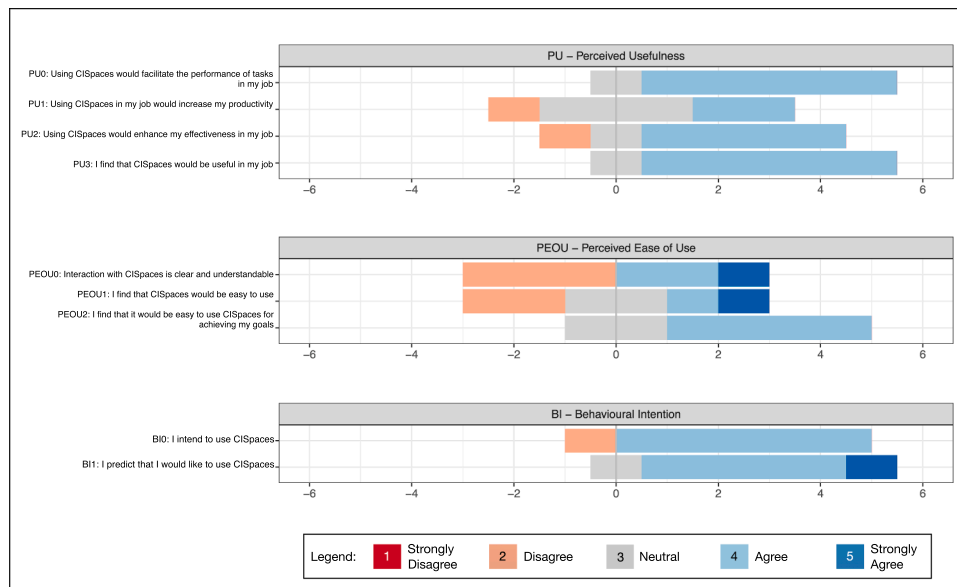 PU – Perceived Usefulness
PU0: Using CISpaces would facilitate the performance of tasks
in my job
PU1: Using CISpaces in my job would increase my productivity
PU2: Using CISpaces would enhance my effectiveness in my job
PU3: I find that CISpaces would be useful in my job
−6 −4 −2 0 2 4 6
PEOU – Perceived Ease of Use
PEOU0: Interaction with CISpaces is clear and understandable
PEOU1: I find that CISpaces would be easy to use
PEOU2: I find that it would be easy to use CISpaces for
achieving my goals
−6 −4 −2 0 2 4 6
BI – Behavioural Intention
BI0: I intend to use CISpaces
BI1: I predict that I would like to use CISpaces
−6 −4 −2 0 2 4 6
Legend: 1 Strongly Disagree 2 Disagree 3 Neutral 4 Agree 5 Strongly Agree